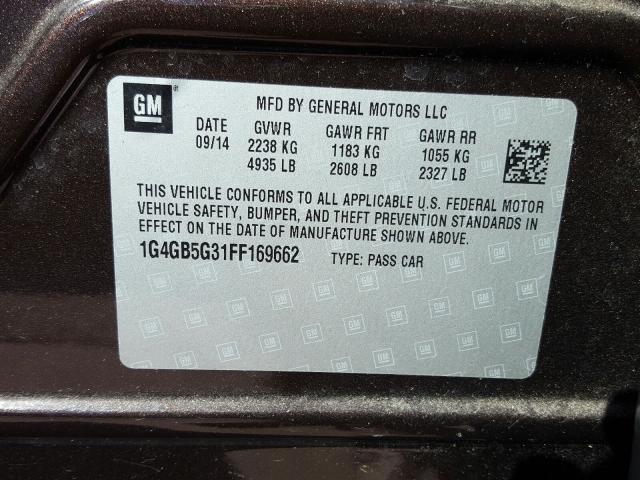 GM
MFD BY GENERAL MOTORS LLC
DATE GVWR GAWR FRT GAWR RR
09/14 2238 KG 1183 KG 1055 KG
4935 LB 2608 LB 2327 LB
THIS VEHICLE CONFORMS TO ALL APPLICABLE U.S. FEDERAL MOTOR
VEHICLE SAFETY, BUMPER, AND THEFT PREVENTION STANDARDS IN
EFFECT ON THE DATE OF MANUFACTURE SHOWN ABOVE.
1G4GB5G31FF169662 TYPE: PASS CAR